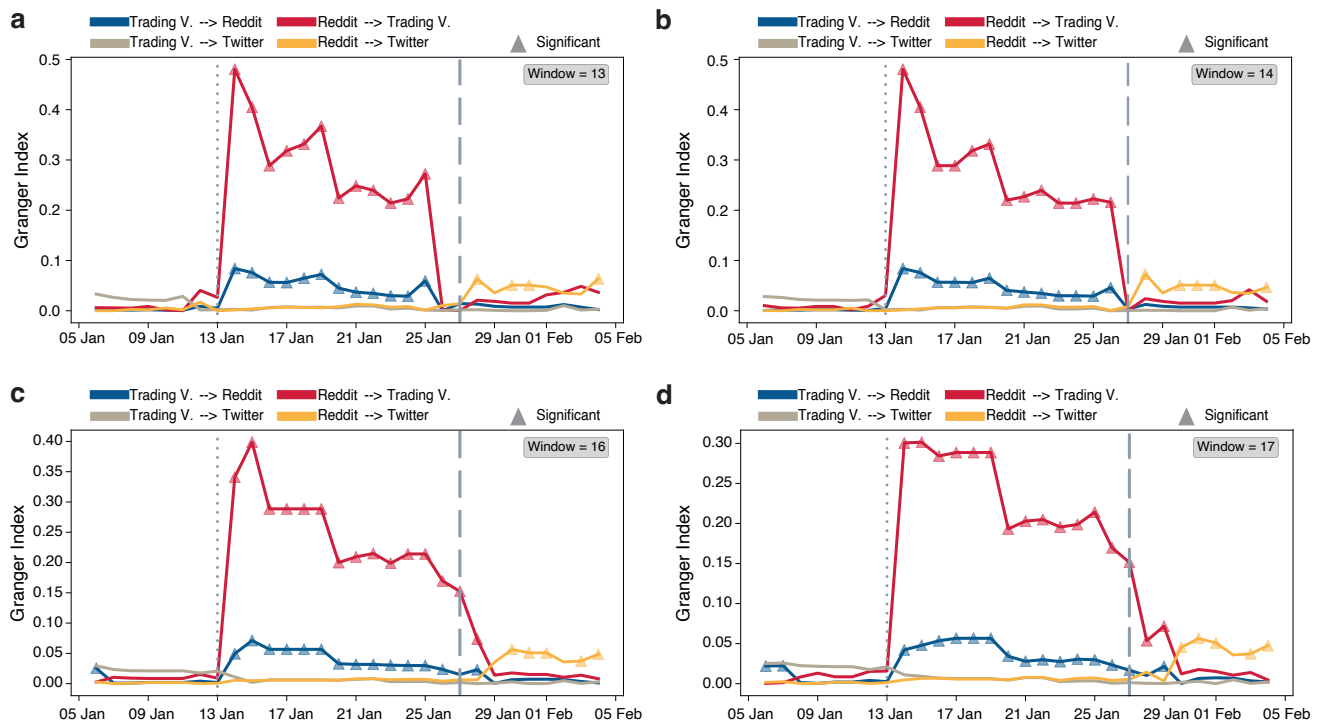 a
Trading V. --> Reddit Reddit --> Trading V.
Trading V. --> Twitter Reddit --> Twitter Significant
Window = 13
Granger Index
0.5
0.4
0.3
0.2
0.1
0.0
05 Jan 09 Jan 13 Jan 17 Jan 21 Jan 25 Jan 29 Jan 01 Feb 05 Feb
b
Trading V. --> Reddit Reddit --> Trading V.
Trading V. --> Twitter Reddit --> Twitter Significant
Window = 14
Granger Index
0.5
0.4
0.3
0.2
0.1
0.0
05 Jan 09 Jan 13 Jan 17 Jan 21 Jan 25 Jan 29 Jan 01 Feb 05 Feb
c
Trading V. --> Reddit Reddit --> Trading V.
Trading V. --> Twitter Reddit --> Twitter Significant
Window = 16
Granger Index
0.40
0.35
0.30
0.25
0.20
0.15
0.10
0.05
0.00
05 Jan 09 Jan 13 Jan 17 Jan 21 Jan 25 Jan 29 Jan 01 Feb 05 Feb
d
Trading V. --> Reddit Reddit --> Trading V.
Trading V. --> Twitter Reddit --> Twitter Significant
Window = 17
Granger Index
0.30
0.25
0.20
0.15
0.10
0.05
0.00
05 Jan 09 Jan 13 Jan 17 Jan 21 Jan 25 Jan 29 Jan 01 Feb 05 Feb